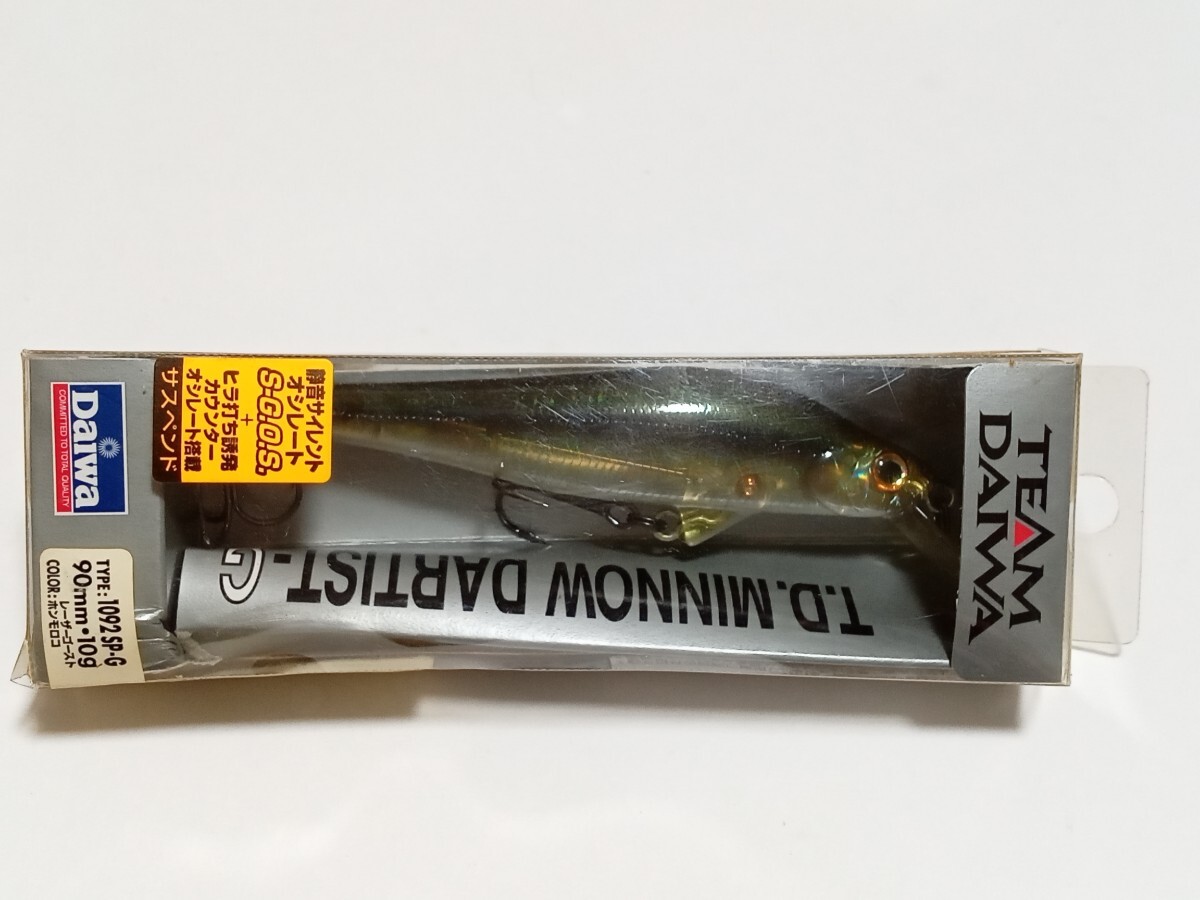 TEAM
DAIWA
静音サイレント
オシレート
S-C.O.S.
+
ヒラ打ち誘発
カウンター
オシレート搭載
サスペンド
Daiwa
COMMITTED TO TOTAL QUALITY
T.D.MINNOW DARTIST-G
TYPE: 1092 SP-G
90mm・10g
レーザーゴースト
COLOR:ホンモロコ